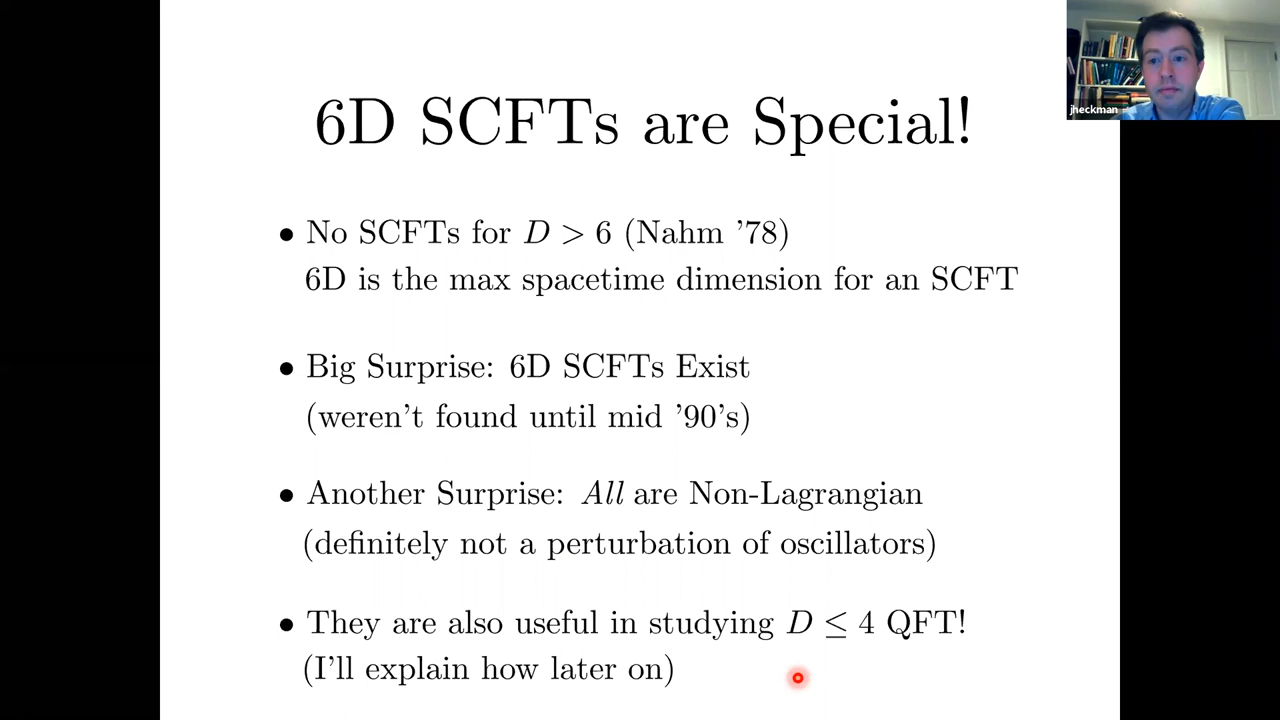 jheckman
6D SCFTs are Special!
• No SCFTs for D > 6 (Nahm ’78)
6D is the max spacetime dimension for an SCFT
• Big Surprise: 6D SCFTs Exist
(weren’t found until mid ’90’s)
• Another Surprise: All are Non-Lagrangian
(definitely not a perturbation of oscillators)
• They are also useful in studying D ≤ 4 QFT!
(I’ll explain how later on)